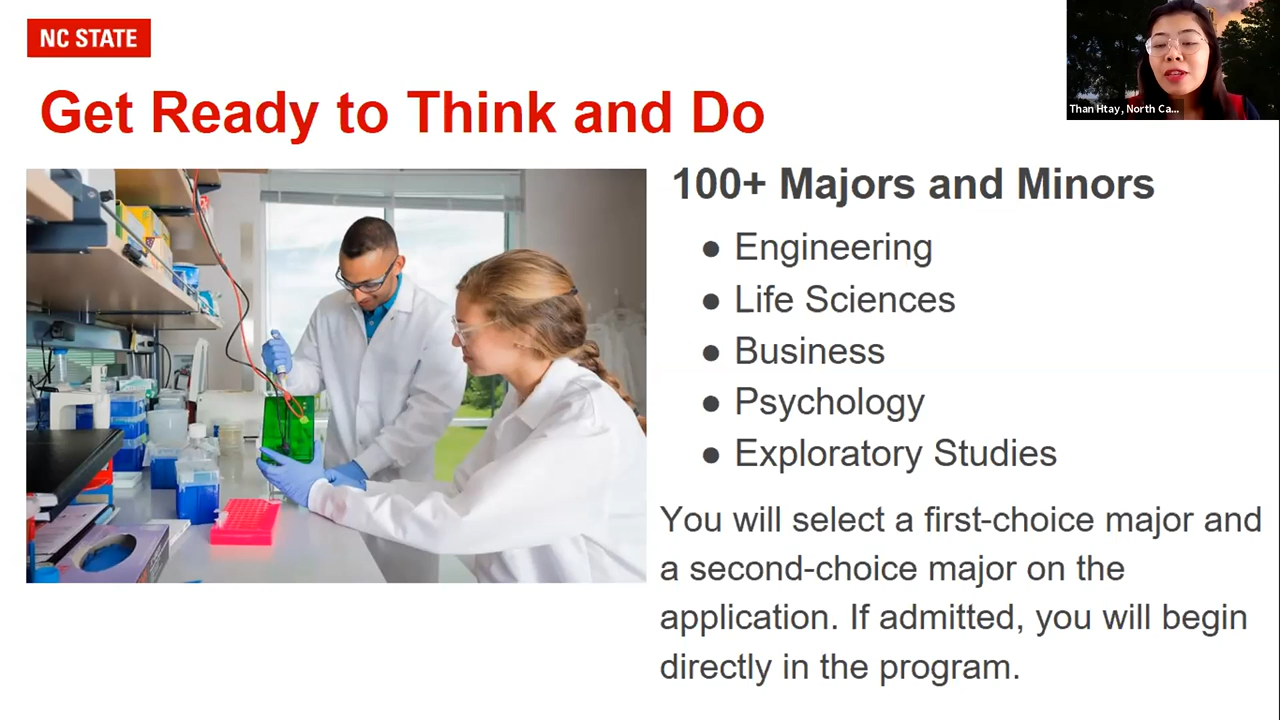 NC STATE
Get Ready to Think and Do
Than Htay, North Ca...
100+ Majors and Minors
● Engineering
● Life Sciences
● Business
● Psychology
● Exploratory Studies
You will select a first-choice major and
a second-choice major on the
application. If admitted, you will begin
directly in the program.